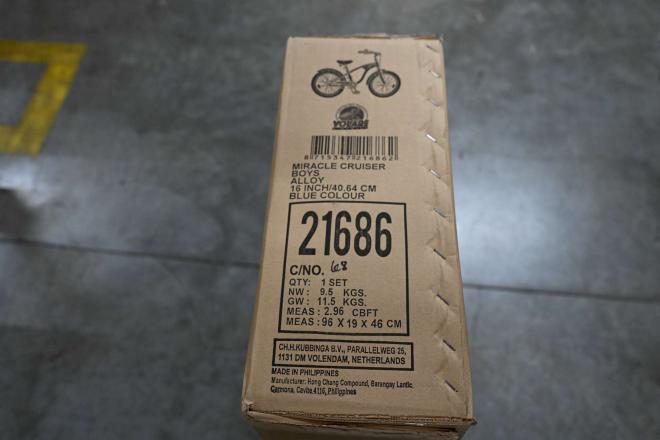 VOLARE
8 715347 216862
MIRACLE CRUISER
BOYS
ALLOY
16 INCH/40.64 CM
BLUE COLOUR
21686
C/NO. 68
QTY: 1 SET
NW: 9.5 KGS.
GW: 11.5 KGS.
MEAS: 2.96 CBFT
MEAS: 96 X 19 X 46 CM
CH.H.KUBBINGA B.V., PARALLELWEG 25,
1131 DM VOLENDAM, NETHERLANDS
MADE IN PHILIPPINES
Manufacturer: Hong Chang Compound, Barangay Lantic,
Carmona, Cavite.4116, Philippines